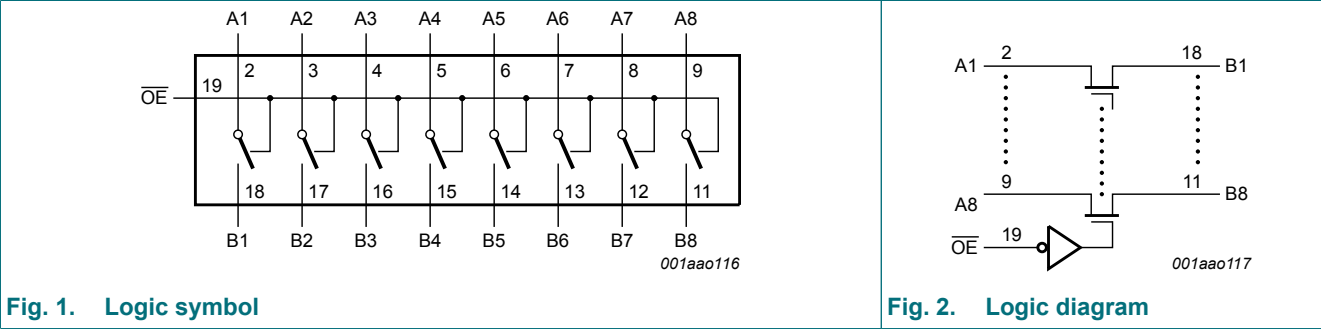 A1 A2 A3 A4 A5 A6 A7 A8
2 3 4 5 6 7 8 9
OE 19
18 17 16 15 14 13 12 11
B1 B2 B3 B4 B5 B6 B7 B8
001aao116
Fig. 1. Logic symbol
A1 2 18 B1
A8 9 11 B8
OE 19
001aao117
Fig. 2. Logic diagram